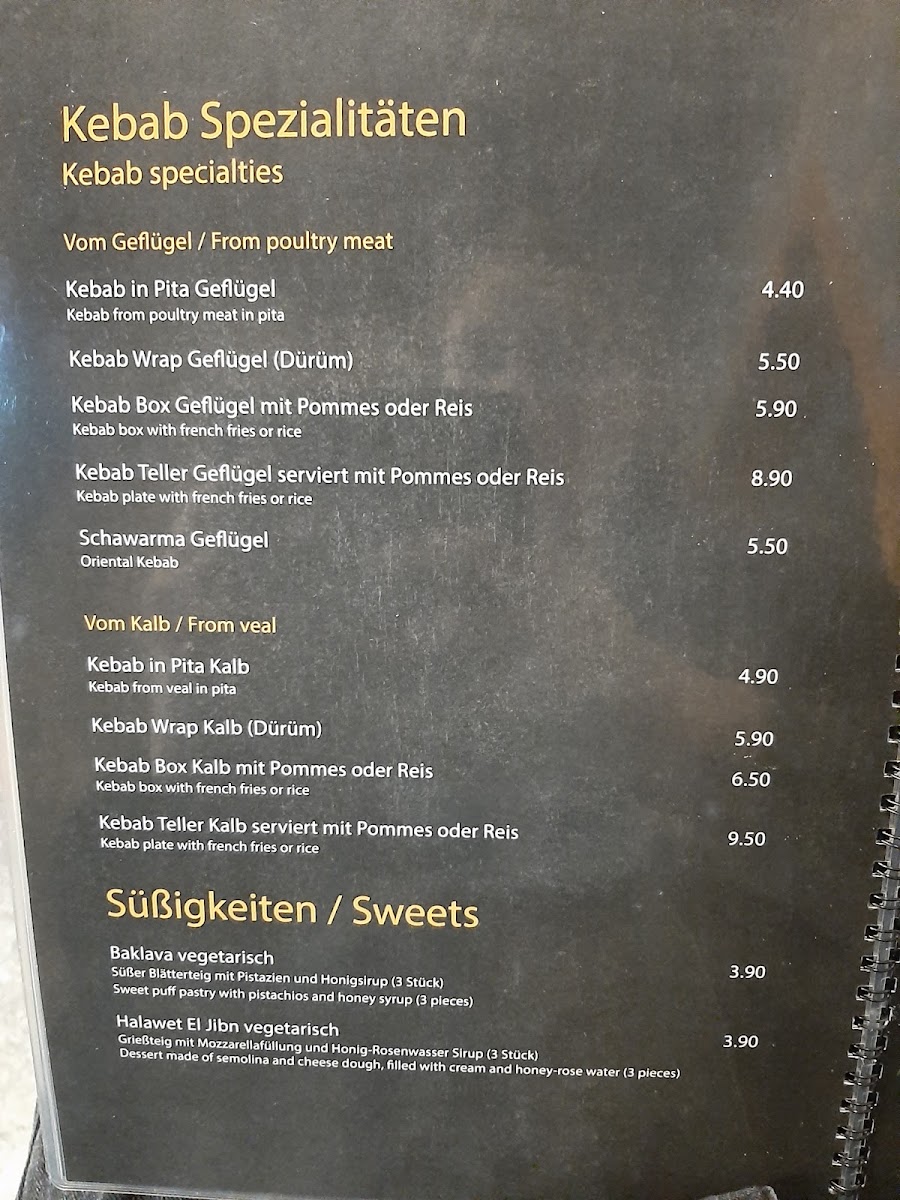 Kebab Spezialitäten
Kebab specialties
Vom Geflügel / From poultry meat
Kebab in Pita Geflügel 4.40
Kebab from poultry meat in pita
Kebab Wrap Geflügel (Dürüm) 5.50
Kebab Box Geflügel mit Pommes oder Reis 5.90
Kebab box with french fries or rice
Kebab Teller Geflügel serviert mit Pommes oder Reis 8.90
Kebab plate with french fries or rice
Schawarma Geflügel 5.50
Oriental Kebab
Vom Kalb / From veal
Kebab in Pita Kalb 4.90
Kebab from veal in pita
Kebab Wrap Kalb (Dürüm) 5.90
Kebab Box Kalb mit Pommes oder Reis 6.50
Kebab box with french fries or rice
Kebab Teller Kalb serviert mit Pommes oder Reis 9.50
Kebab plate with french fries or rice
Süßigkeiten / Sweets
Baklava vegetarisch 3.90
Süßer Blätterteig mit Pistazien und Honigsirup (3 Stück)
Sweet puff pastry with pistachios and honey syrup (3 pieces)
Halawet El Jibn vegetarisch 3.90
Grießteig mit Mozzarellafüllung und Honig-Rosenwasser Sirup (3 Stück)
Dessert made of semolina and cheese dough, filled with cream and honey-rose water (3 pieces)